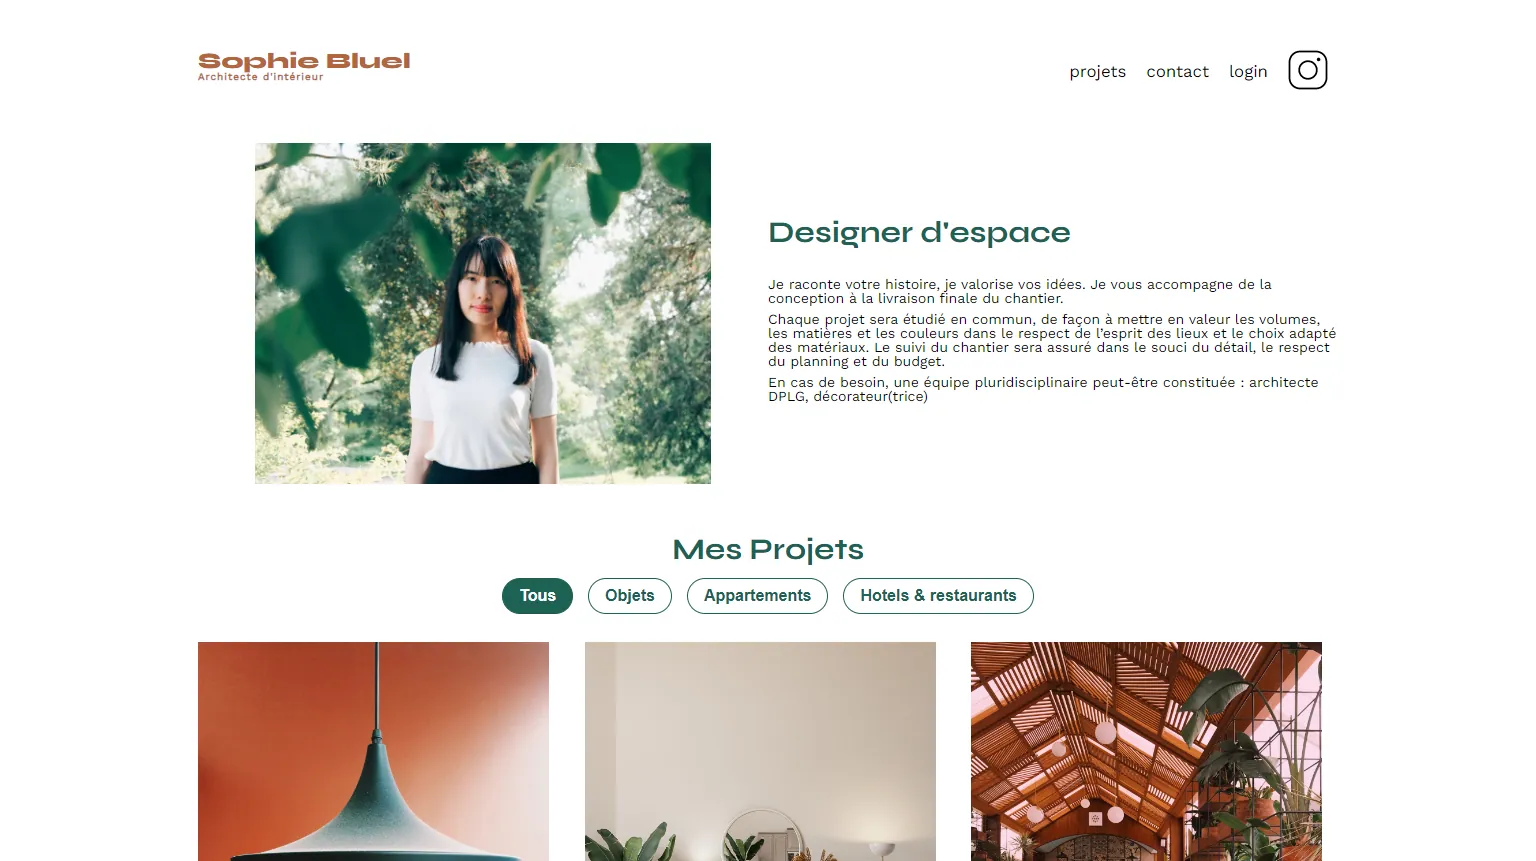 Sophie Bluel
Architecte d'intérieur
projets
contact
login
Designer d'espace
Je raconte votre histoire, je valorise vos idées. Je vous accompagne de la
conception à la livraison finale du chantier.
Chaque projet sera étudié en commun, de façon à mettre en valeur les volumes,
les matières et les couleurs dans le respect de l’esprit des lieux et le choix adapté
des matériaux. Le suivi du chantier sera assuré dans le souci du détail, le respect
du planning et du budget.
En cas de besoin, une équipe pluridisciplinaire peut-être constituée : architecte
DPLG, décorateur(trice)
Mes Projets
Tous
Objets
Appartements
Hotels & restaurants